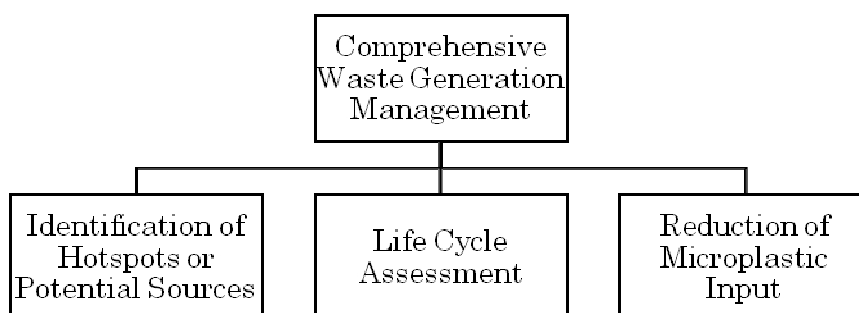 Comprehensive
Waste Generation
Management
Identification of
Hotspots or
Potential Sources
Life Cycle
Assessment
Reduction of
Microplastic
Input